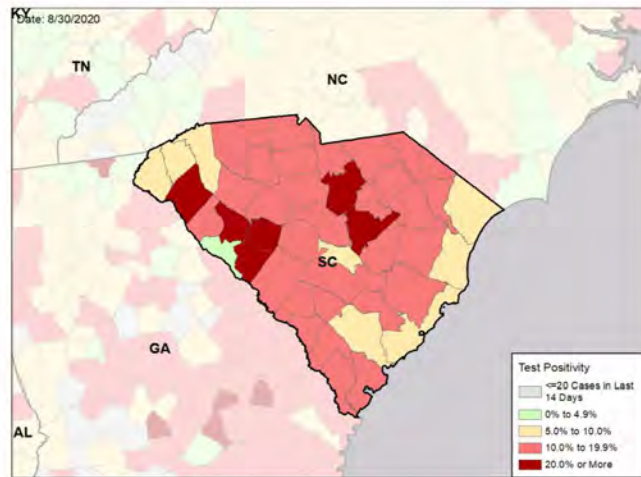 KY
Date: 8/30/2020
TN
NC
SC
GA
AL
Test Positivity
<=20 Cases in Last
14 Days
0% to 4.9%
5.0% to 10.0%
10.0% to 19.9%
20.0% or More